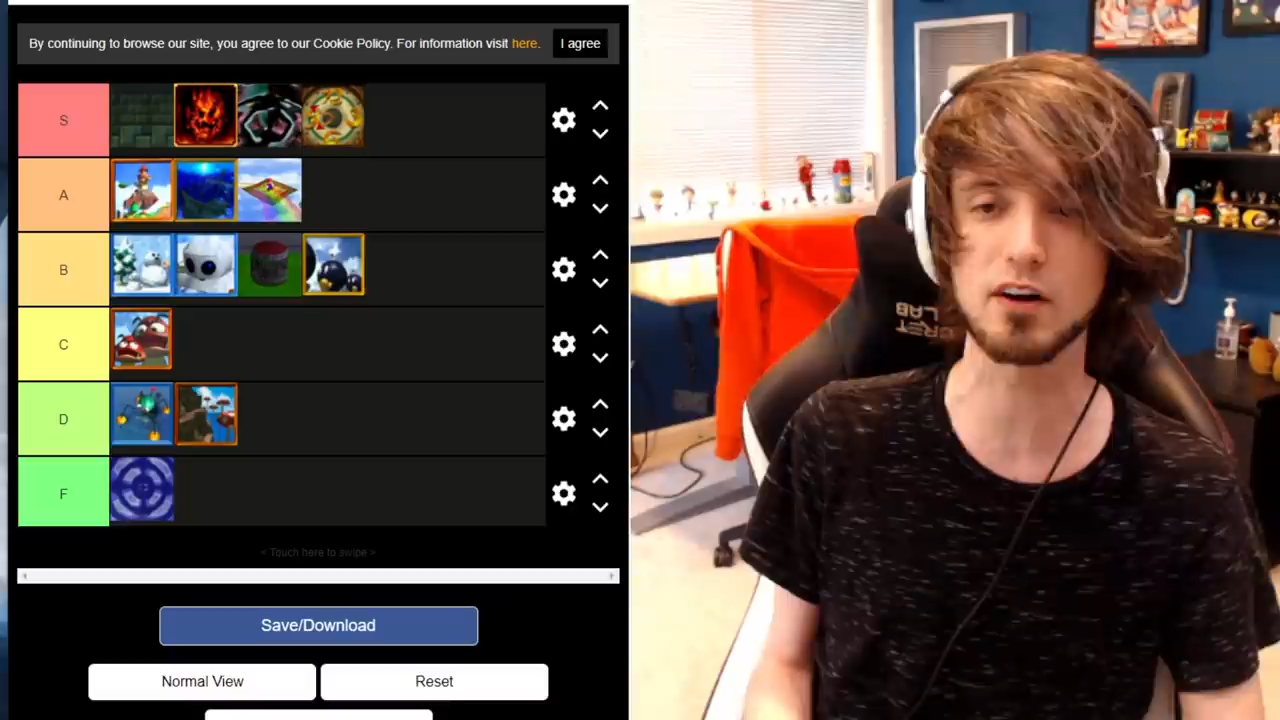 By continuing to browse our site, you agree to our Cookie Policy. For information visit here. I agree
S
A
B
C
D
F
< Touch here to swipe >
Save/Download
Normal View Reset
LAB